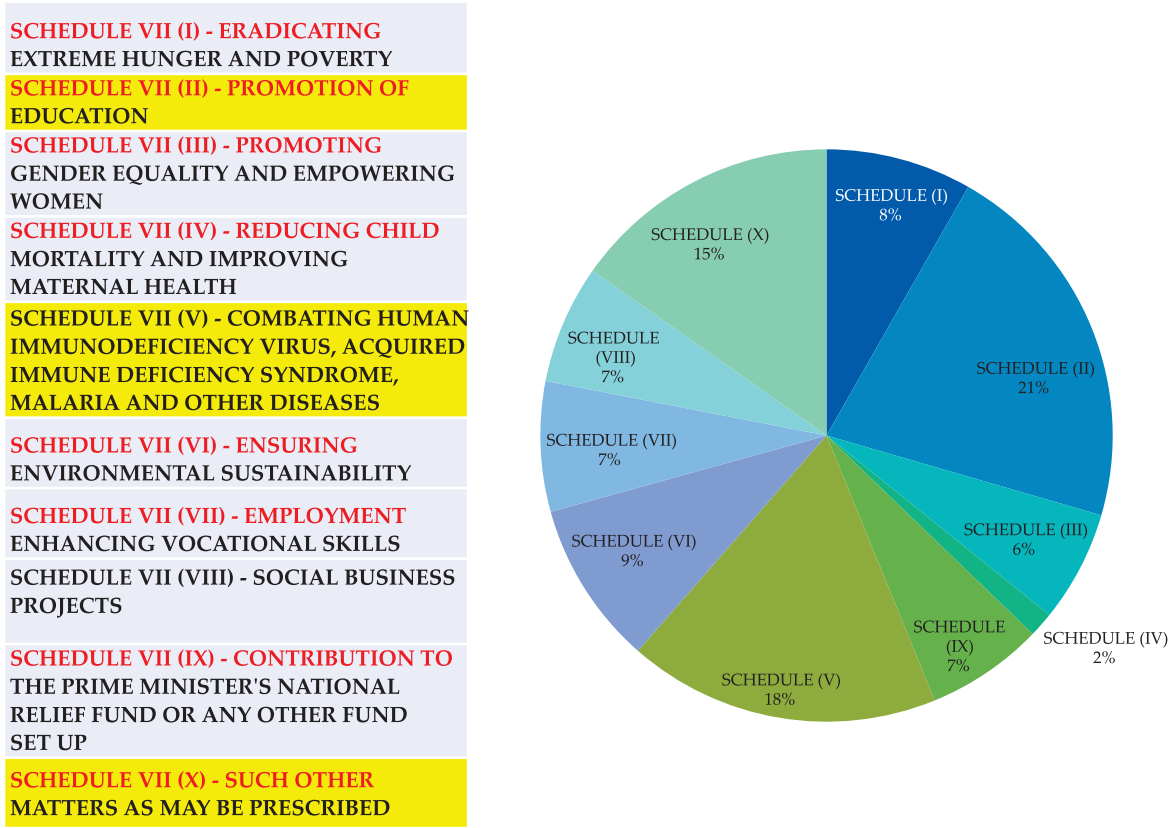 SCHEDULE VII (I) - ERADICATING
EXTREME HUNGER AND POVERTY
SCHEDULE VII (II) - PROMOTION OF
EDUCATION
SCHEDULE VII (III) - PROMOTING
GENDER EQUALITY AND EMPOWERING
WOMEN
SCHEDULE VII (IV) - REDUCING CHILD
MORTALITY AND IMPROVING
MATERNAL HEALTH
SCHEDULE VII (V) - COMBATING HUMAN
IMMUNODEFICIENCY VIRUS, ACQUIRED
IMMUNE DEFICIENCY SYNDROME,
MALARIA AND OTHER DISEASES
SCHEDULE VII (VI) - ENSURING
ENVIRONMENTAL SUSTAINABILITY
SCHEDULE VII (VII) - EMPLOYMENT
ENHANCING VOCATIONAL SKILLS
SCHEDULE VII (VIII) - SOCIAL BUSINESS
PROJECTS
SCHEDULE VII (IX) - CONTRIBUTION TO
THE PRIME MINISTER'S NATIONAL
RELIEF FUND OR ANY OTHER FUND
SET UP
SCHEDULE VII (X) - SUCH OTHER
MATTERS AS MAY BE PRESCRIBED
SCHEDULE (I)
8%
SCHEDULE (II)
21%
SCHEDULE (III)
6%
SCHEDULE (IV)
2%
SCHEDULE
(IX)
7%
SCHEDULE (V)
18%
SCHEDULE (VI)
9%
SCHEDULE (VII)
7%
SCHEDULE
(VIII)
7%
SCHEDULE (X)
15%